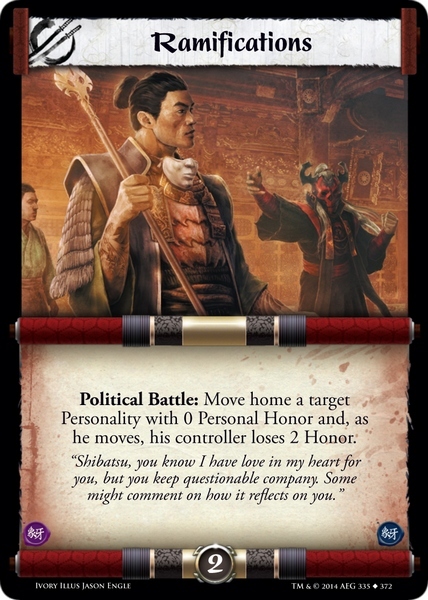 Ramifications
Political Battle: Move home a target
Personality with 0 Personal Honor and, as
he moves, his controller loses 2 Honor.
“Shibatsu, you know I have love in my heart for
you, but you keep questionable company. Some
might comment on how it reflects on you.”
2
Ivory Illus Jason Engle
TM & © 2014 AEG 335 ◆ 372